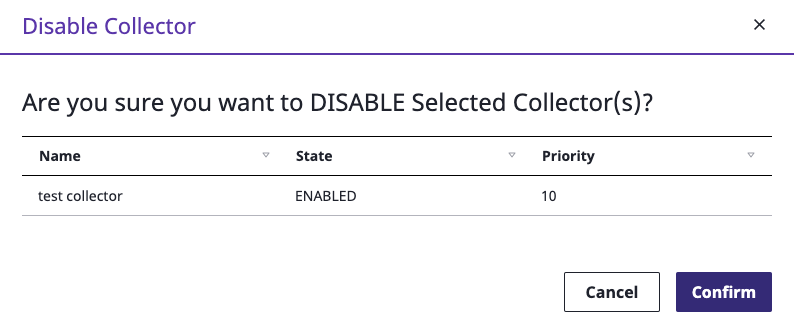 Disable Collector
Are you sure you want to DISABLE Selected Collector(s)?
Name State Priority
test collector ENABLED 10
Cancel Confirm